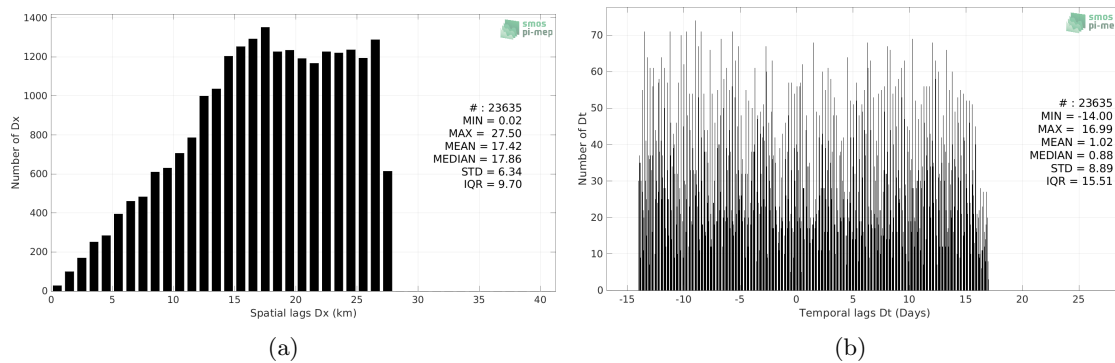 1400
1200
1000
800
600
400
200
0
Number of Dx
0 5 10 15 20 25 30 35 40
Spatial lags Dx (km)
smos
pi-mep
# : 23635
MIN = 0.02
MAX = 27.50
MEAN = 17.42
MEDIAN = 17.86
STD = 6.34
IQR = 9.70
(a)
70
60
50
40
30
20
10
0
Number of Dt
-15 -10 -5 0 5 10 15 20 25
Temporal lags Dt (Days)
smos
pi-mep
# : 23635
MIN = -14.00
MAX = 16.99
MEAN = 1.02
MEDIAN = 0.88
STD = 8.89
IQR = 15.51
(b)